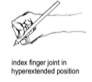 index finger joint in
hyperextended position